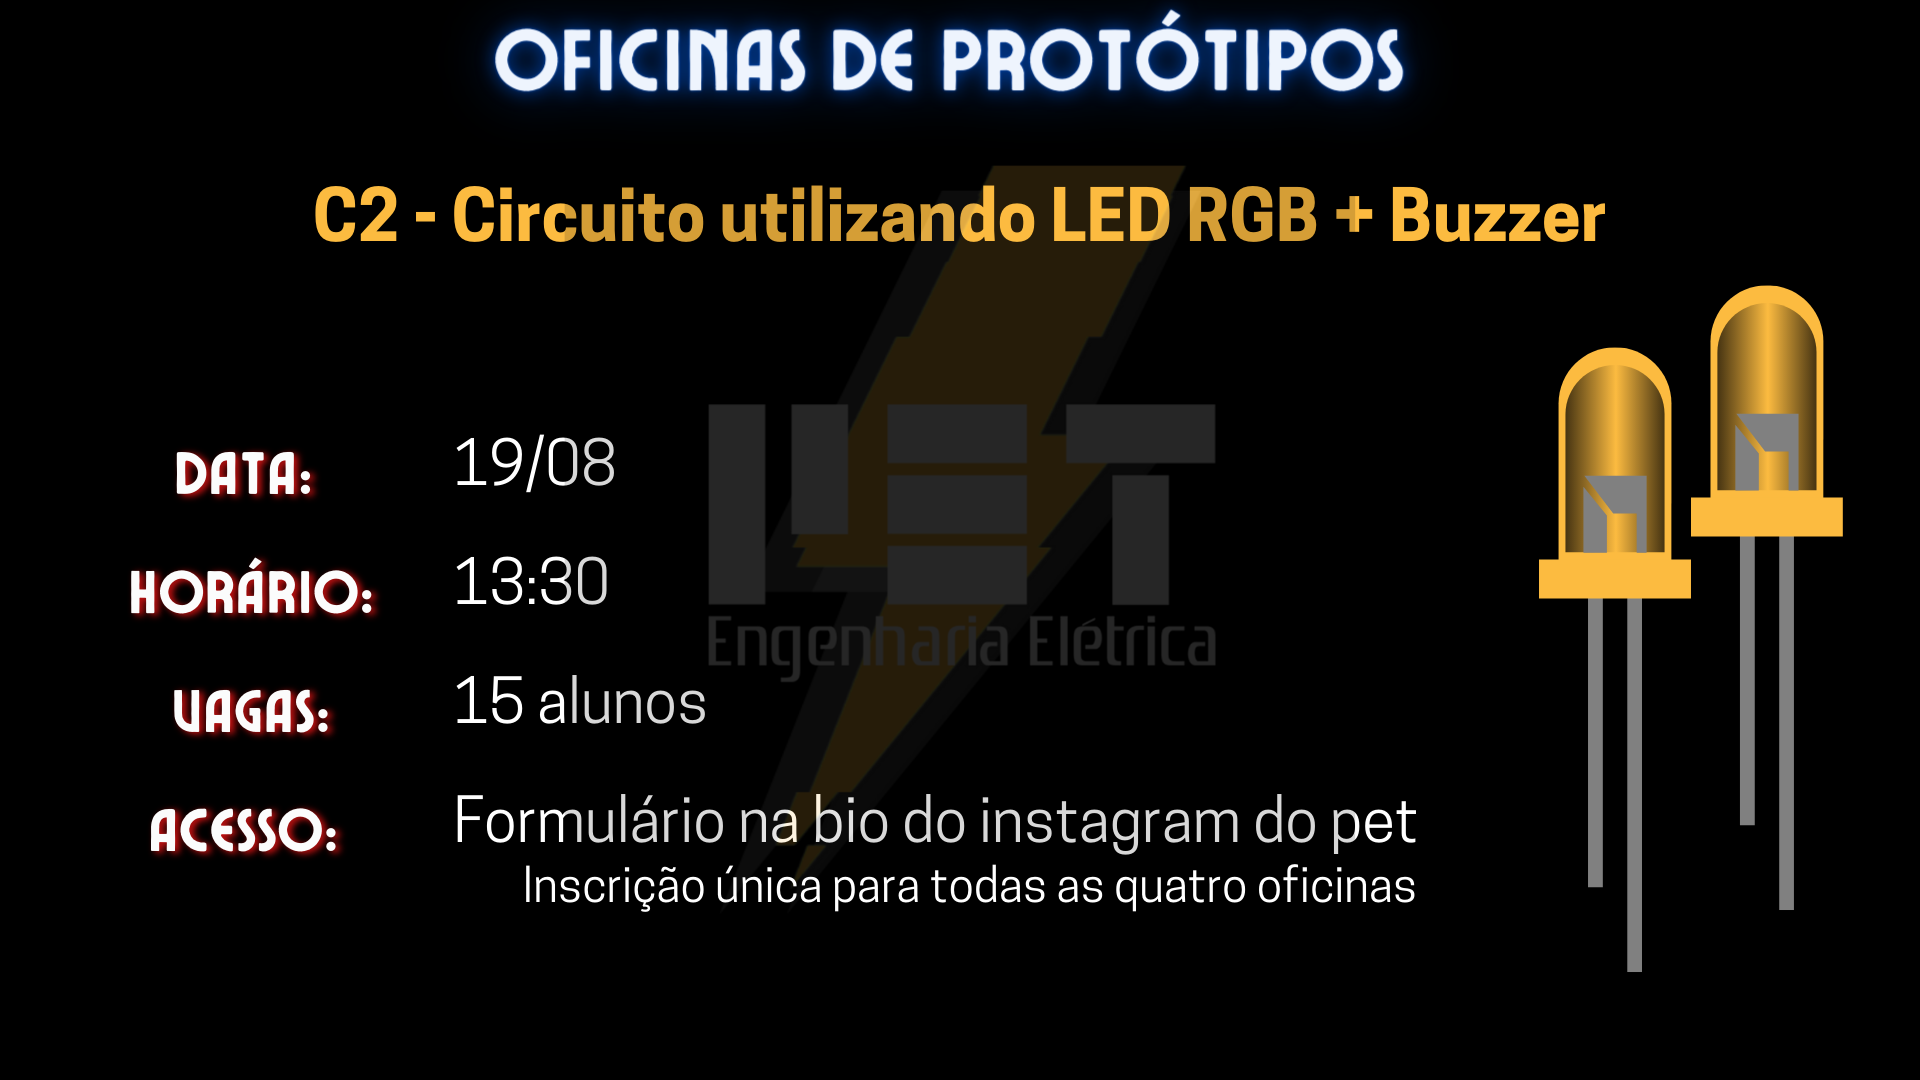 OFICINAS DE PROTÓTIPOS
C2 - Circuito utilizando LED RGB + Buzzer
DATA: 19/08
HORÁRIO: 13:30
VAGAS: 15 alunos
ACESSO: Formulário na bio do instagram do pet
Inscrição única para todas as quatro oficinas
PET
Engenharia Elétrica